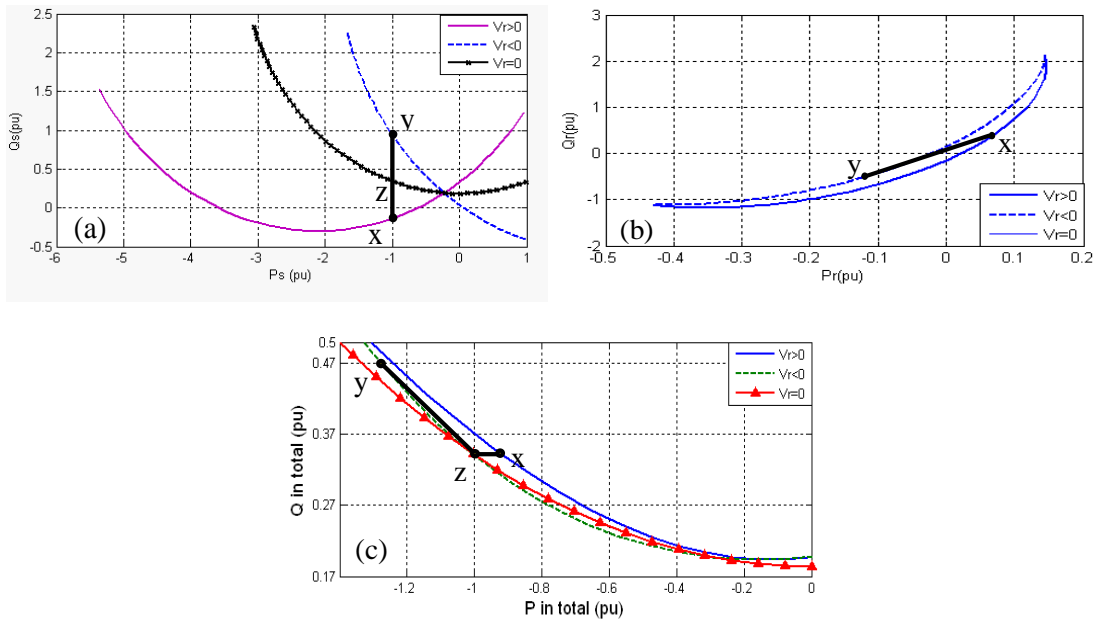 2.5
2
1.5
1
0.5
0
-0.5
Qs(pu)
-6
-5
-4
-3
-2
-1
0
1
Ps (pu)
Vr>0
Vr<0
Vr=0
y
z
x
(a)
3
2
1
0
-1
-2
Qr(pu)
-0.5
-0.4
-0.3
-0.2
-0.1
0
0.1
0.2
Pr(pu)
y
x
Vr>0
Vr<0
Vr=0
(b)
0.5
0.47
0.37
0.27
0.17
Q in total (pu)
-1.2
-1
-0.8
-0.6
-0.4
-0.2
0
P in total (pu)
Vr>0
Vr<0
Vr=0
y
z
x
(c)